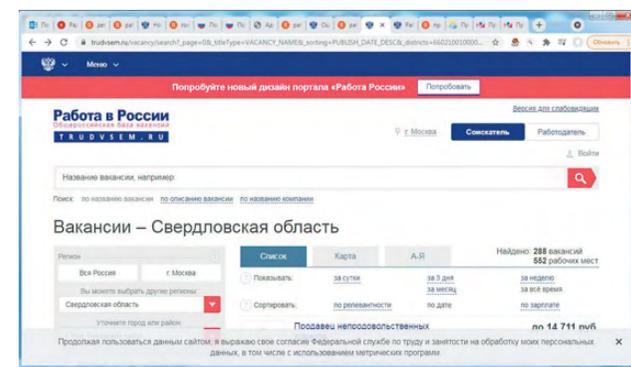 trudvsem.ru/vacancy/search?_page=0&_titleType=VACANCY_NAME&_sorting=PUBLISH_DATE_DESC&_districts=660210010000...
Обновить
Меню
Попробуйте новый дизайн портала «Работа России»
Попробовать
Версия для слабовидящих
Работа в России
Общероссийская база вакансий
TRUDVSEM.RU
г. Москва
Соискатель
Работодатель
Войти
Название вакансии, например:
Поиск: по названию вакансии по описанию вакансии по названию компании
Вакансии – Свердловская область
Регион
Вся Россия
г. Москва
Вы можете выбрать другие регионы:
Свердловская область
Уточните город или район:
Список
Карта
А-Я
Найдено: 288 вакансий
552 рабочих мест
Показывать: за сутки за 3 дня за неделю
за месяц за всё время
Сортировать: по релевантности по дате по зарплате
Продавец непродовольственных
до 14 711 руб
Продолжая пользоваться данным сайтом, я выражаю свое согласие Федеральной службе по труду и занятости на обработку моих персональных
данных, в том числе с использованием метрических программ.